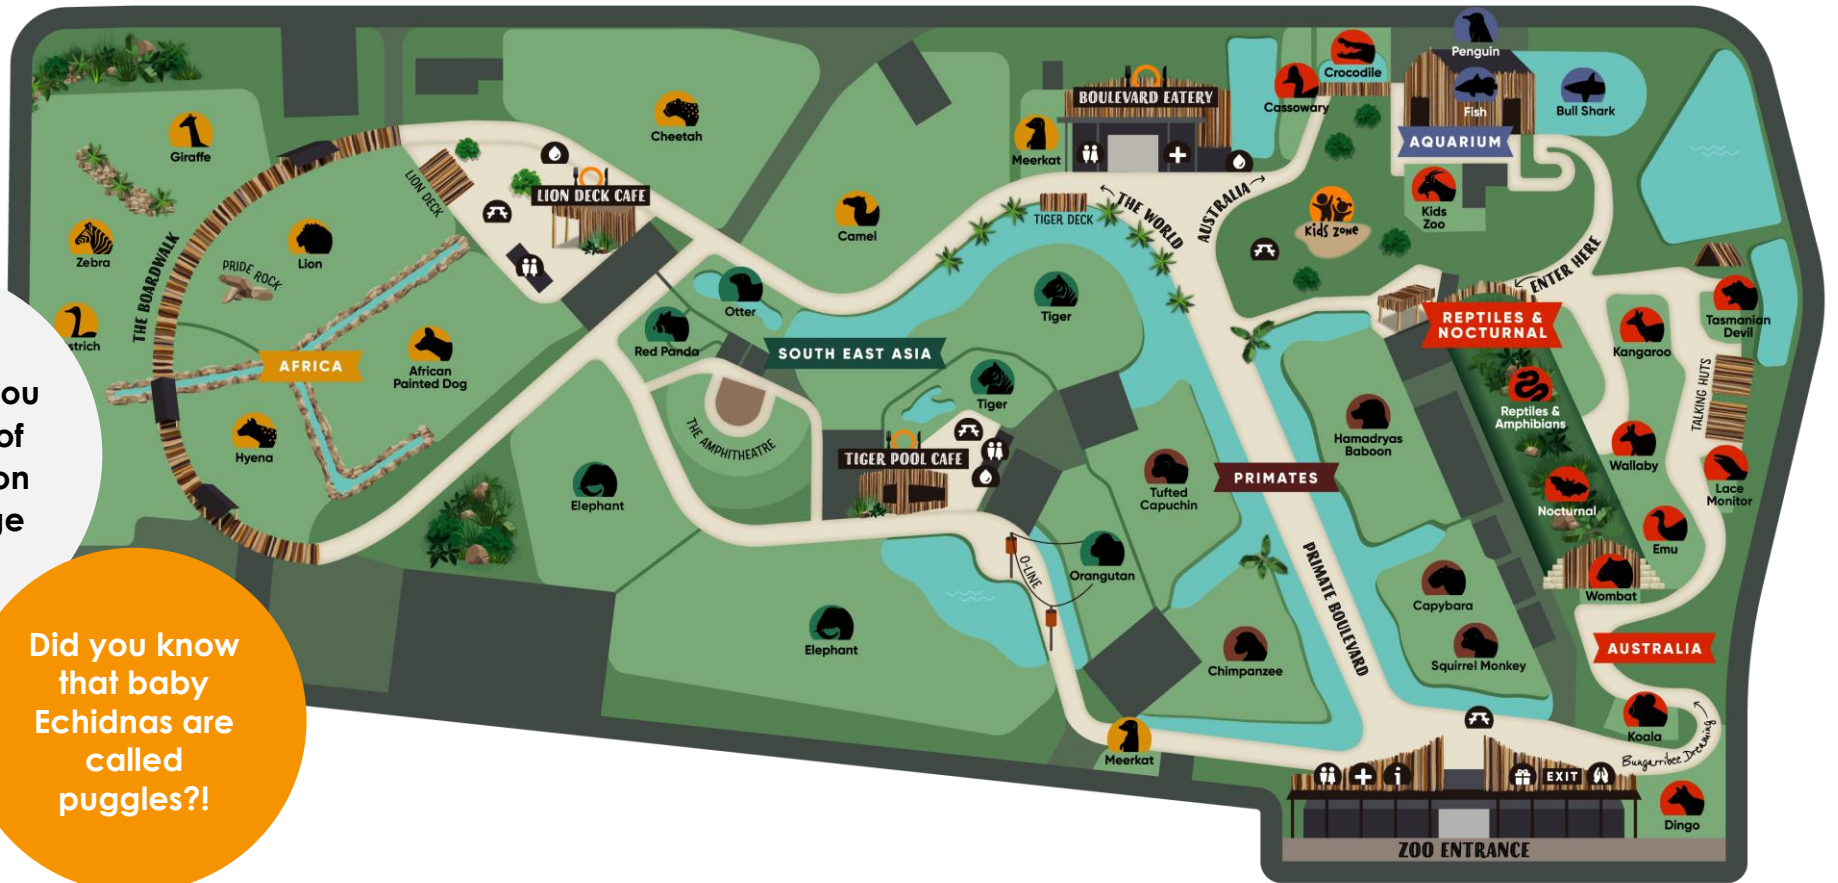 Penguin
Crocodile
Cassowary
Fish
Bull Shark
AQUARIUM
BOULEVARD EATERY
Meerkat
Cheetah
Giraffe
LION DECK
LION DECK CAFE
Camel
TIGER DECK
THE WORLD
AUSTRALIA
Kids Zone
Kids
Zoo
ENTER HERE
Zebra
THE BOARDWALK
Lion
PRIDE ROCK
Otter
Tiger
Red Panda
SOUTH EAST ASIA
REPTILES &
NOCTURNAL
Tasmanian
Devil
Kangaroo
AFRICA
African
Painted Dog
Tiger
Reptiles &
Amphibians
TALKING HUTS
Hyena
THE AMPHITHEATRE
TIGER POOL CAFE
Hamadryas
Baboon
Wallaby
Lace
Monitor
Elephant
Tufted
Capuchin
PRIMATES
Nocturnal
Emu
O-LINE
Orangutan
PRIMATE BOULEVARD
Capybara
Wombat
Elephant
Chimpanzee
Squirrel Monkey
AUSTRALIA
Koala
Bungarribee Dreaming
Meerkat
EXIT
Dingo
ZOO ENTRANCE
of
Did you know
that baby
Echidnas are
called
puggles?!